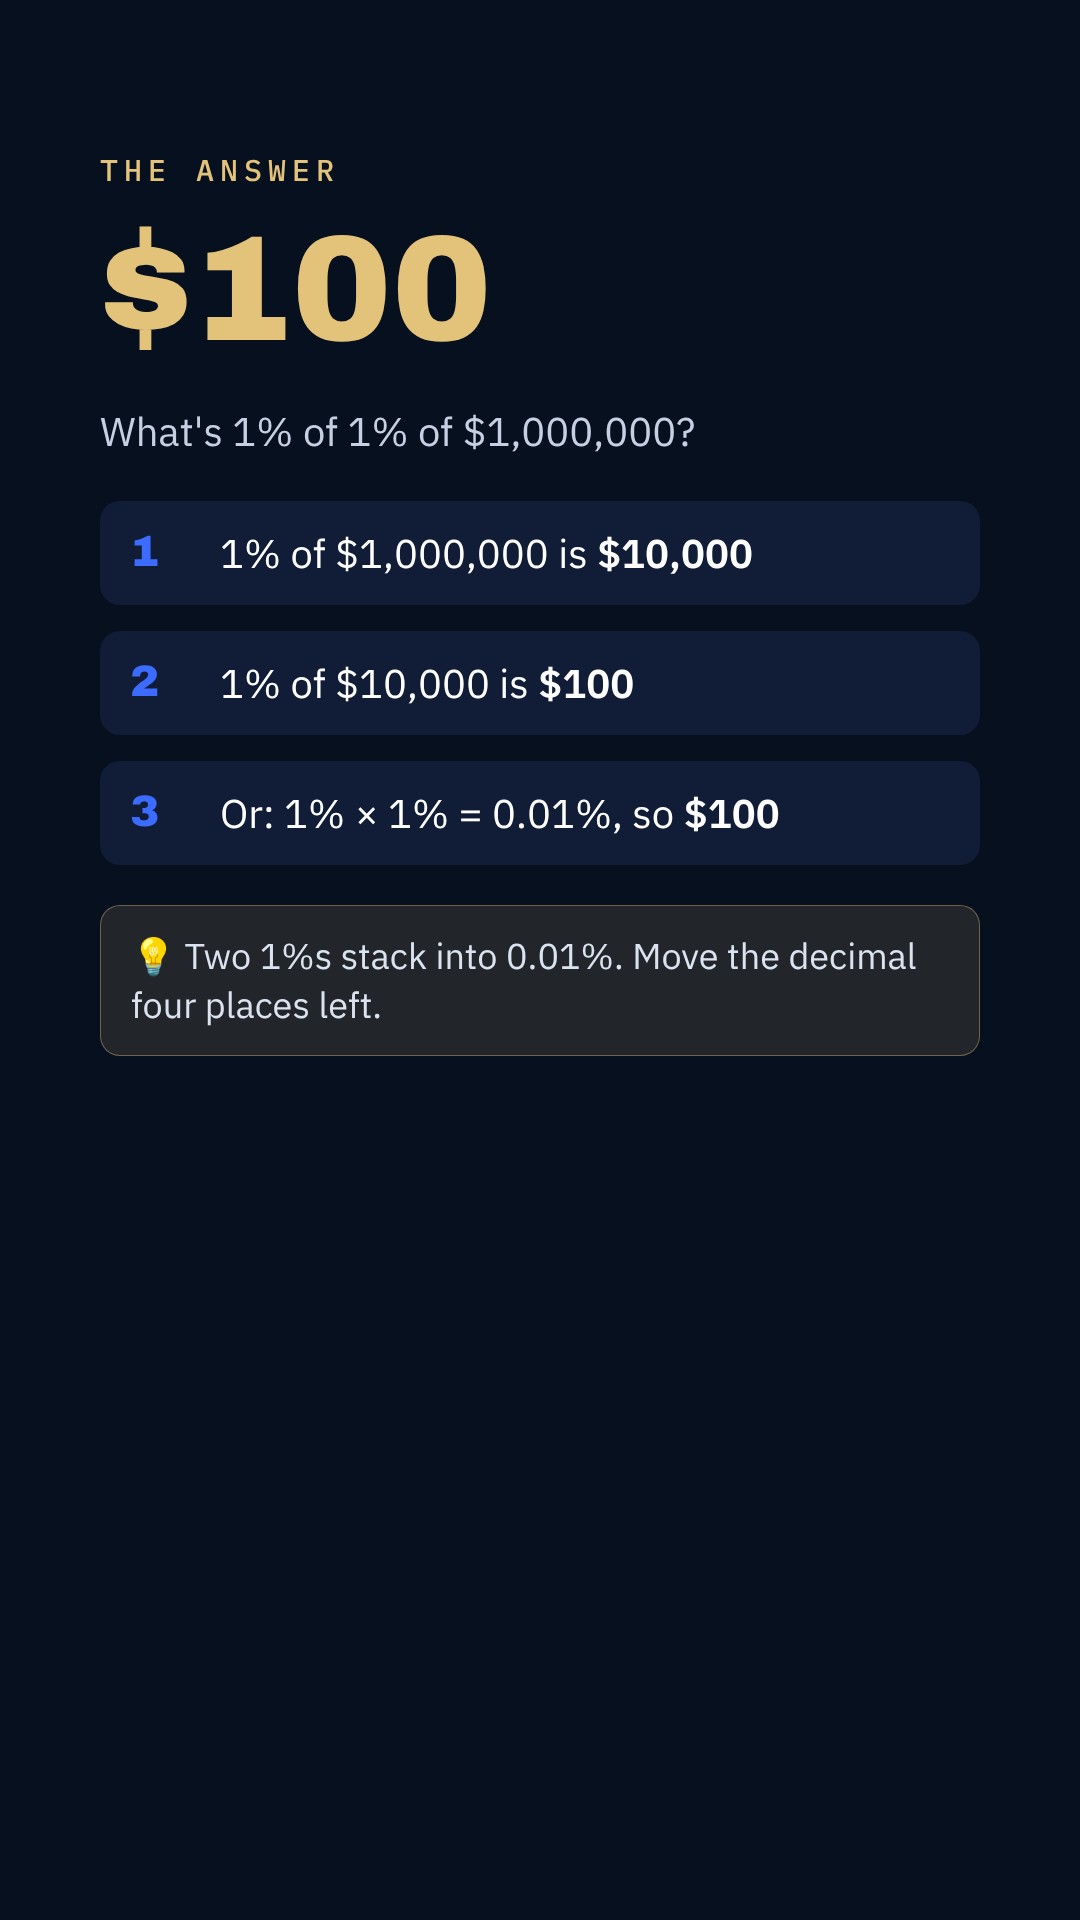 THE ANSWER
$100
What's 1% of 1% of $1,000,000?
1 1% of $1,000,000 is $10,000
2 1% of $10,000 is $100
3 Or: 1% × 1% = 0.01%, so $100
💡 Two 1%s stack into 0.01%. Move the decimal
four places left.